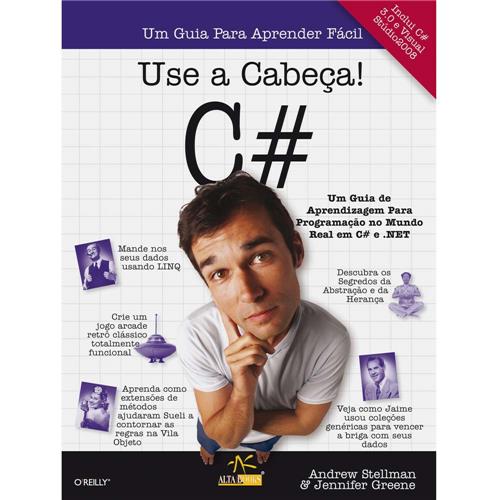 Um Guia Para Aprender Fácil
Inclui C#
3.0 e Visual
Stúdio2008
Use a Cabeça!
C#
Um Guia de
Aprendizagem Para
Programação no Mundo
Real em C# e .NET
Mande nos
seus dados
usando LINQ
Descubra os
Segredos da
Abstração e da
Herança
Crie um
jogo arcade
retrô clássico
totalmente
funcional
Aprenda como
extensões de
métodos
ajudaram Sueli a
contornar as
regras na Vila
Objeto
Veja como Jaime
usou coleções
genéricas para vencer
a briga com seus
dados
O'REILLY®
ALTA BOOKS
Andrew Stellman
& Jennifer Greene